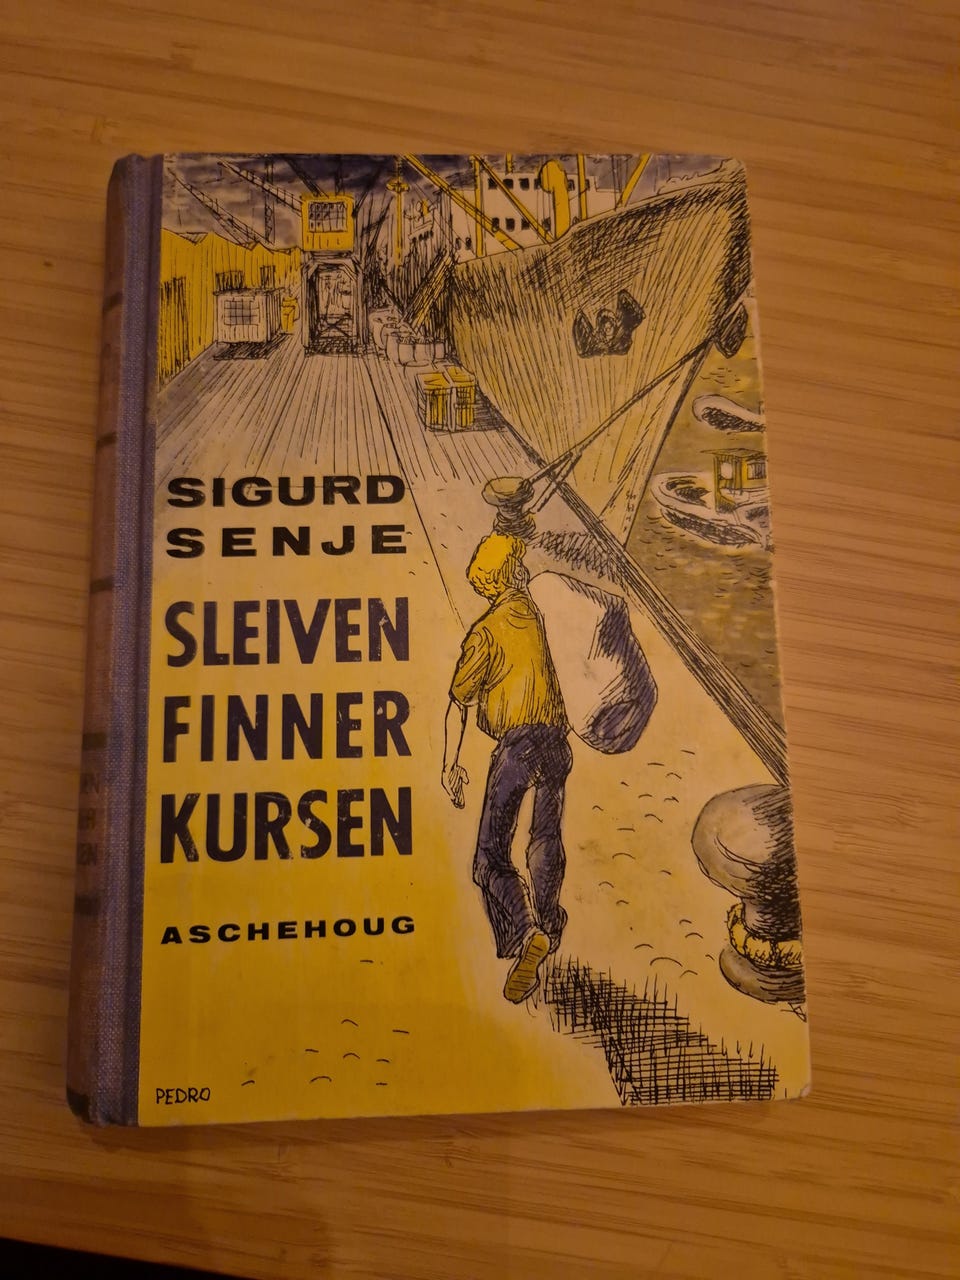 SIGURD
SENJE
SLEIVEN
FINNER
KURSEN
ASCHEHOUG
PEDRO